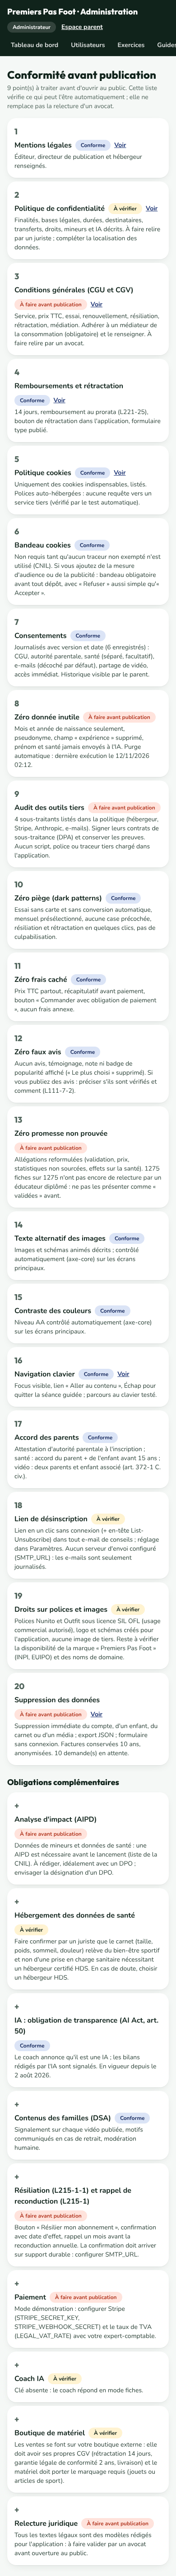 Premiers Pas Foot · Administration
Administrateur Espace parent
Tableau de bord Utilisateurs Exercices Guides
Conformité avant publication
9 point(s) à traiter avant d'ouvrir au public. Cette liste
vérifie ce qui peut l'être automatiquement ; elle ne
remplace pas la relecture d'un avocat.
1
Mentions légales Conforme Voir
Éditeur, directeur de publication et hébergeur
renseignés.
2
Politique de confidentialité À vérifier Voir
Finalités, bases légales, durées, destinataires,
transferts, droits, mineurs et IA décrits. À faire relire
par un juriste ; compléter la localisation des
données.
3
Conditions générales (CGU et CGV)
À faire avant publication Voir
Service, prix TTC, essai, renouvellement, résiliation,
rétractation, médiation. Adhérer à un médiateur de
la consommation (obligatoire) et le renseigner. À
faire relire par un avocat.
4
Remboursements et rétractation
Conforme Voir
14 jours, remboursement au prorata (L221-25),
bouton de rétractation dans l'application, formulaire
type publié.
5
Politique cookies Conforme Voir
Uniquement des cookies indispensables, listés.
Polices auto-hébergées : aucune requête vers un
service tiers (vérifié par le test automatique).
6
Bandeau cookies Conforme
Non requis tant qu'aucun traceur non exempté n'est
utilisé (CNIL). Si vous ajoutez de la mesure
d'audience ou de la publicité : bandeau obligatoire
avant tout dépôt, avec « Refuser » aussi simple qu'«
Accepter ».
7
Consentements Conforme
Journalisés avec version et date (6 enregistrés) :
CGU, autorité parentale, santé (séparé, facultatif),
e-mails (décoché par défaut), partage de vidéo,
accès immédiat. Historique visible par le parent.
8
Zéro donnée inutile À faire avant publication
Mois et année de naissance seulement,
pseudonyme, champ « expérience » supprimé,
prénom et santé jamais envoyés à l'IA. Purge
automatique : dernière exécution le 12/11/2026
02:12.
9
Audit des outils tiers À faire avant publication
4 sous-traitants listés dans la politique (hébergeur,
Stripe, Anthropic, e-mails). Signer leurs contrats de
sous-traitance (DPA) et conserver les preuves.
Aucun script, police ou traceur tiers chargé dans
l'application.
10
Zéro piège (dark patterns) Conforme
Essai sans carte et sans conversion automatique,
mensuel présélectionné, aucune case précochée,
résiliation et rétractation en quelques clics, pas de
culpabilisation.
11
Zéro frais caché Conforme
Prix TTC partout, récapitulatif avant paiement,
bouton « Commander avec obligation de paiement
», aucun frais annexe.
12
Zéro faux avis Conforme
Aucun avis, témoignage, note ni badge de
popularité affiché (« Le plus choisi » supprimé). Si
vous publiez des avis : préciser s'ils sont vérifiés et
comment (L111-7-2).
13
Zéro promesse non prouvée
À faire avant publication
Allégations reformulées (validation, prix,
statistiques non sourcées, effets sur la santé). 1275
fiches sur 1275 n'ont pas encore de relecture par un
éducateur diplômé : ne pas les présenter comme «
validées » avant.
14
Texte alternatif des images Conforme
Images et schémas animés décrits ; contrôlé
automatiquement (axe-core) sur les écrans
principaux.
15
Contraste des couleurs Conforme
Niveau AA contrôlé automatiquement (axe-core)
sur les écrans principaux.
16
Navigation clavier Conforme Voir
Focus visible, lien « Aller au contenu », Échap pour
quitter la séance guidée ; parcours au clavier testé.
17
Accord des parents Conforme
Attestation d'autorité parentale à l'inscription ;
santé : accord du parent + de l'enfant avant 15 ans ;
vidéo : deux parents et enfant associé (art. 372-1 C.
civ.).
18
Lien de désinscription À vérifier
Lien en un clic sans connexion (+ en-tête List-
Unsubscribe) dans tout e-mail de conseils ; réglage
dans Paramètres. Aucun serveur d'envoi configuré
(SMTP_URL) : les e-mails sont seulement
journalisés.
19
Droits sur polices et images À vérifier
Polices Nunito et Outfit sous licence SIL OFL (usage
commercial autorisé), logo et schémas créés pour
l'application, aucune image de tiers. Reste à vérifier
la disponibilité de la marque « Premiers Pas Foot »
(INPI, EUIPO) et des noms de domaine.
20
Suppression des données
À faire avant publication Voir
Suppression immédiate du compte, d'un enfant, du
carnet ou d'un média ; export JSON ; formulaire
sans connexion. Factures conservées 10 ans,
anonymisées. 10 demande(s) en attente.
Obligations complémentaires
+
Analyse d'impact (AIPD)
À faire avant publication
Données de mineurs et données de santé : une
AIPD est nécessaire avant le lancement (liste de la
CNIL). À rédiger, idéalement avec un DPO ;
envisager la désignation d'un DPO.
+
Hébergement des données de santé
À vérifier
Faire confirmer par un juriste que le carnet (taille,
poids, sommeil, douleur) relève du bien-être sportif
et non d'une prise en charge sanitaire nécessitant
un hébergeur certifié HDS. En cas de doute, choisir
un hébergeur HDS.
+
IA : obligation de transparence (AI Act, art.
50)
Conforme
Le coach annonce qu'il est une IA ; les bilans
rédigés par l'IA sont signalés. En vigueur depuis le
2 août 2026.
+
Contenus des familles (DSA) Conforme
Signalement sur chaque vidéo publiée, motifs
communiqués en cas de retrait, modération
humaine.
+
Résiliation (L215-1-1) et rappel de
reconduction (L215-1)
À faire avant publication
Bouton « Résilier mon abonnement », confirmation
avec date d'effet, rappel un mois avant la
reconduction annuelle. La confirmation doit arriver
sur support durable : configurer SMTP_URL.
+
Paiement À faire avant publication
Mode démonstration : configurer Stripe
(STRIPE_SECRET_KEY,
STRIPE_WEBHOOK_SECRET) et le taux de TVA
(LEGAL_VAT_RATE) avec votre expert-comptable.
+
Coach IA À vérifier
Clé absente : le coach répond en mode fiches.
+
Boutique de matériel À vérifier
Les ventes se font sur votre boutique externe : elle
doit avoir ses propres CGV (rétractation 14 jours,
garantie légale de conformité 2 ans, livraison) et le
matériel doit porter le marquage requis (jouets ou
articles de sport).
+
Relecture juridique À faire avant publication
Tous les textes légaux sont des modèles rédigés
pour l'application : à faire valider par un avocat
avant ouverture au public.